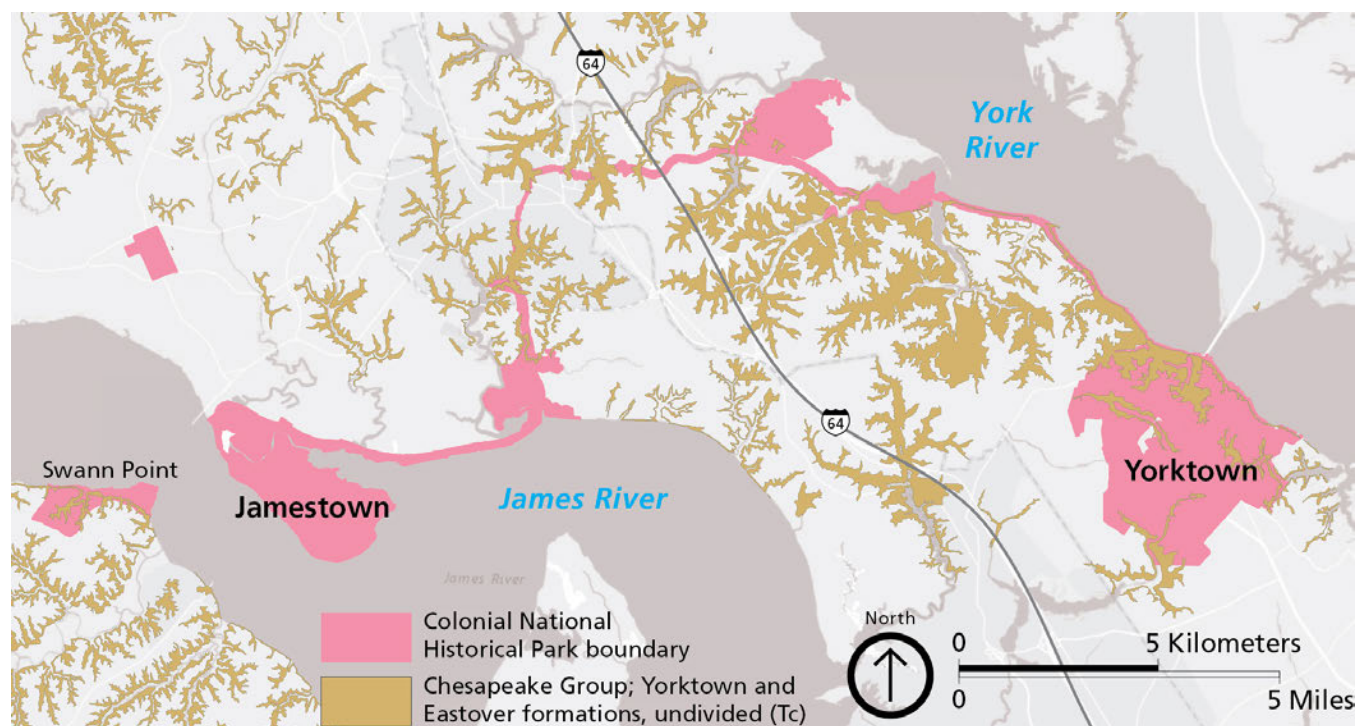 64
York
River
Swann Point
Jamestown
James River
64
Yorktown
James River
Colonial National
Historical Park boundary
Chesapeake Group; Yorktown and
Eastover formations, undivided (Tc)
North
0 5 Kilometers
0 5 Miles